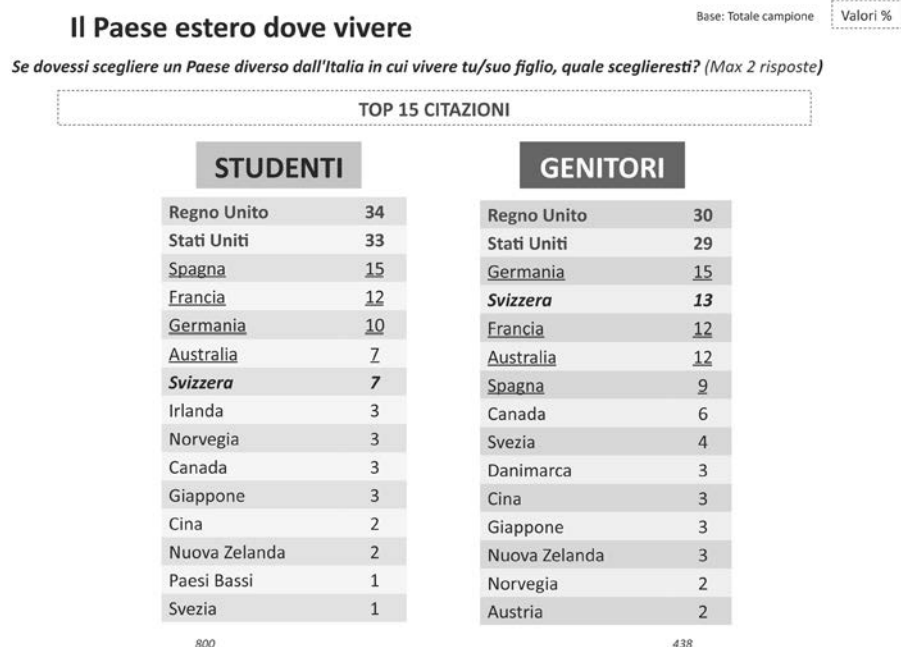 Il Paese estero dove vivere
Base: Totale campione
Valori %
Se dovessi scegliere un Paese diverso dall'Italia in cui vivere tu/suo figlio, quale sceglieresti? (Max 2 risposte)
TOP 15 CITAZIONI
STUDENTI
Regno Unito 34
Stati Uniti 33
Spagna 15
Francia 12
Germania 10
Australia 7
Svizzera 7
Irlanda 3
Norvegia 3
Canada 3
Giappone 3
Cina 2
Nuova Zelanda 2
Paesi Bassi 1
Svezia 1
800
GENITORI
Regno Unito 30
Stati Uniti 29
Germania 15
Svizzera 13
Francia 12
Australia 12
Spagna 9
Canada 6
Svezia 4
Danimarca 3
Cina 3
Giappone 3
Nuova Zelanda 3
Norvegia 2
Austria 2
438